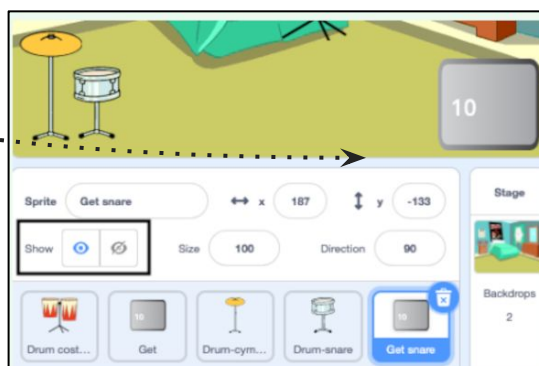 10
Sprite Get snare x 187 y -133
Show Size 100 Direction 90
Stage
Backdrops
2
10
10
Drum cost... Get Drum-cym... Drum-snare Get snare